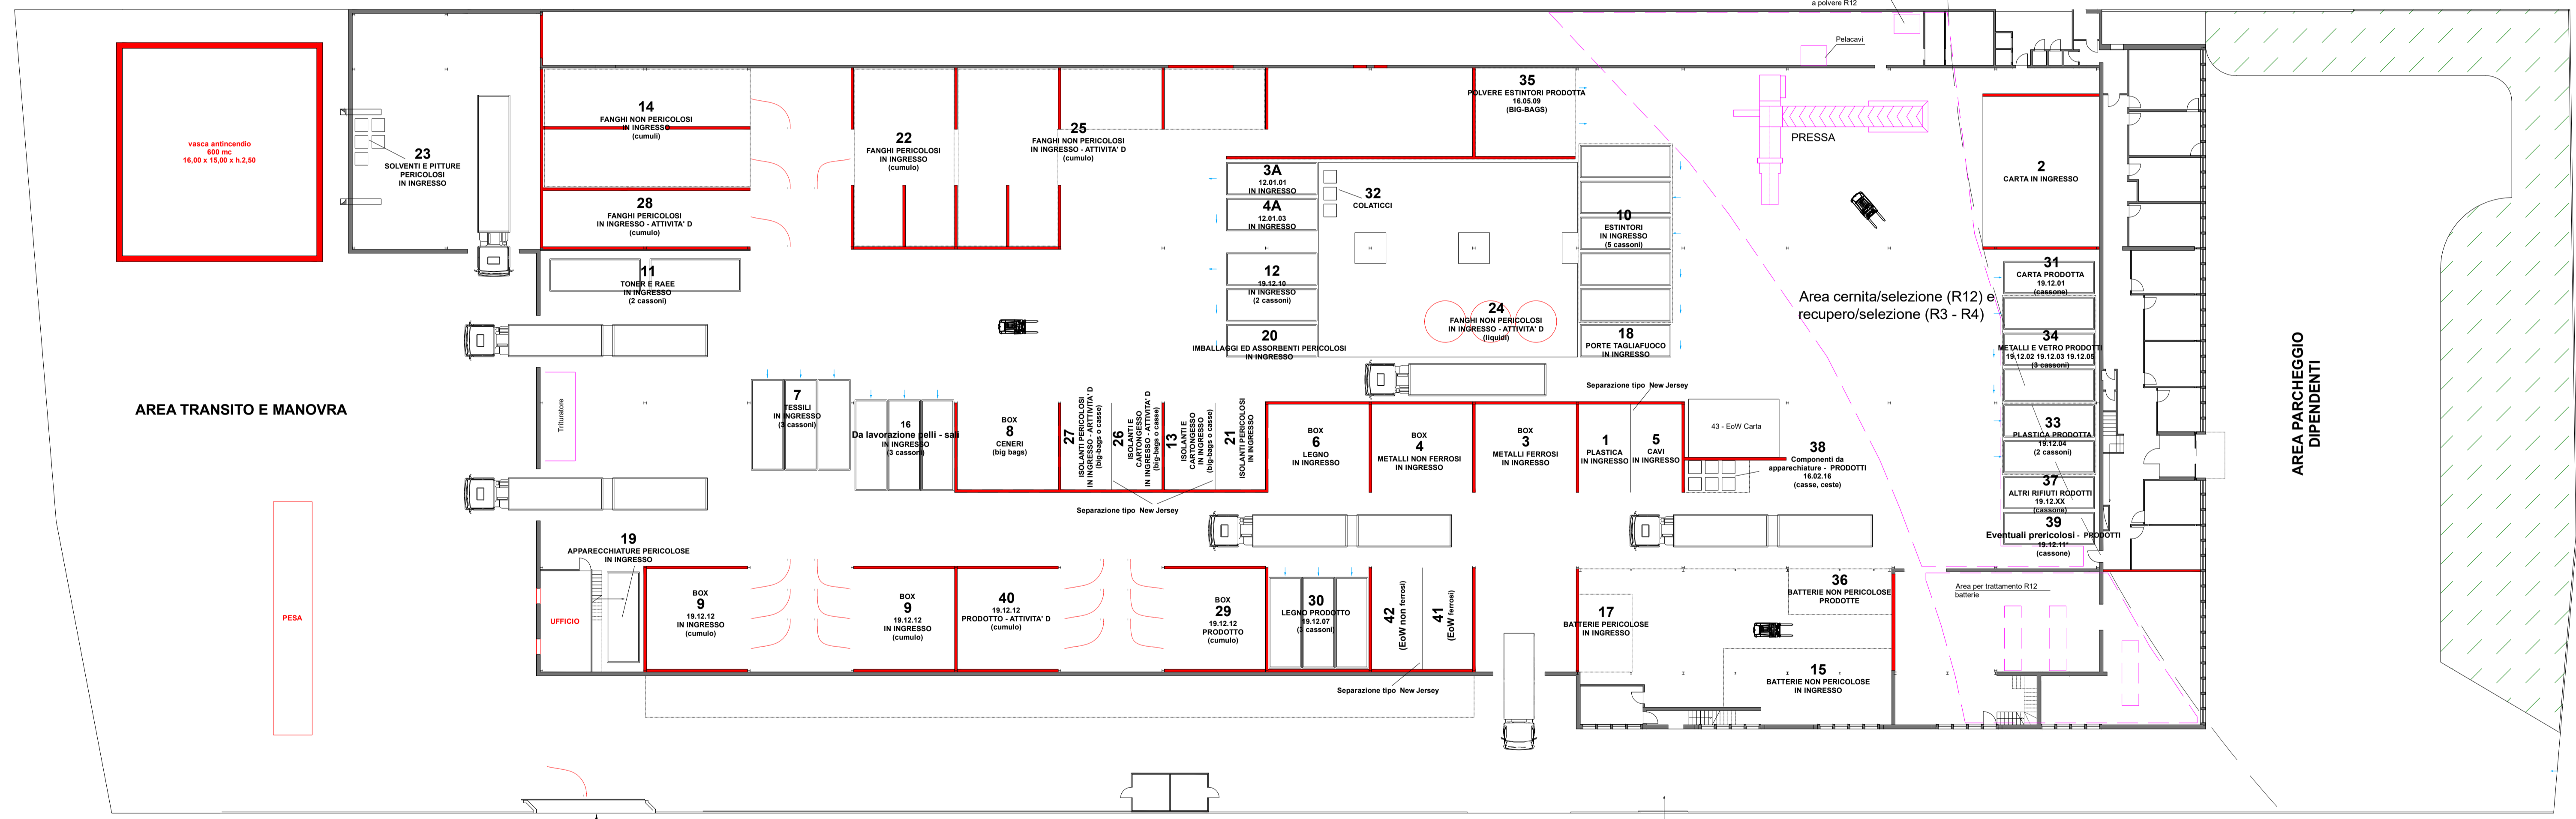 a polvere R12
Pelacavi
vasca antincendio
600 mc
16,00 x 15,00 x h.2,50
23
SOLVENTI E PITTURE
PERICOLOSI
IN INGRESSO
14
FANGHI NON PERICOLOSI
IN INGRESSO
(cumuli)
22
FANGHI PERICOLOSI
IN INGRESSO
(cumulo)
25
FANGHI NON PERICOLOSI
IN INGRESSO - ATTIVITA' D
(cumulo)
35
POLVERE ESTINTORI PRODOTTA
16.05.09
(BIG-BAGS)
PRESSA
2
CARTA IN INGRESSO
28
FANGHI PERICOLOSI
IN INGRESSO - ATTIVITA' D
(cumulo)
3A
12.01.01
IN INGRESSO
4A
12.01.03
IN INGRESSO
32
COLATICCI
10
ESTINTORI
IN INGRESSO
(5 cassoni)
11
TONER E RAEE
IN INGRESSO
(2 cassoni)
12
19.12.10
IN INGRESSO
(2 cassoni)
20
IMBALLAGGI ED ASSORBENTI PERICOLOSI
IN INGRESSO
24
FANGHI NON PERICOLOSI
IN INGRESSO - ATTIVITA' D
(liquidi)
18
PORTE TAGLIAFUOCO
IN INGRESSO
Area cernita/selezione (R12) e
recupero/selezione (R3 - R4)
31
CARTA PRODOTTA
19.12.01
(cassone)
34
METALLI E VETRO PRODOTTI
19.12.02 19.12.03 19.12.05
(3 cassoni)
33
PLASTICA PRODOTTA
19.12.04
(2 cassoni)
37
ALTRI RIFIUTI RODOTTI
19.12.XX
(cassone)
39
Eventuali prericolosi - PRODOTTI
19.12.11*
(cassone)
AREA PARCHEGGIO
DIPENDENTI
AREA TRANSITO E MANOVRA
Trituratore
7
TESSILI
IN INGRESSO
(3 cassoni)
16
Da lavorazione pelli - sali
IN INGRESSO
(3 cassoni)
BOX
8
CENERI
(big bags)
27
ISOLANTI PERICOLOSI
IN INGRESSO - ARTTIVITA' D
(big-bags o casse)
26
ISOLANTI E
CARTONGESSO
IN INGRESSO - ATTIVITA' D
(big-bags o casse)
13
ISOLANTI E
CARTONGESSO
IN INGRESSO
(big-bags o casse)
21
ISOLANTI PERICOLOSI
IN INGRESSO
Separazione tipo New Jersey
BOX
6
LEGNO
IN INGRESSO
BOX
4
METALLI NON FERROSI
IN INGRESSO
BOX
3
METALLI FERROSI
IN INGRESSO
Separazione tipo New Jersey
1
PLASTICA
IN INGRESSO
5
CAVI
IN INGRESSO
43 - EoW Carta
38
Componenti da
apparecchiature - PRODOTTI
16.02.16
(casse, ceste)
PESA
UFFICIO
19
APPARECCHIATURE PERICOLOSE
IN INGRESSO
BOX
9
19.12.12
IN INGRESSO
(cumulo)
BOX
9
19.12.12
IN INGRESSO
(cumulo)
40
19.12.12
PRODOTTO - ATTIVITA' D
(cumulo)
BOX
29
19.12.12
PRODOTTO
(cumulo)
30
LEGNO PRODOTTO
19.12.07
(3 cassoni)
42
(EoW non ferrosi)
41
(EoW ferrosi)
Separazione tipo New Jersey
17
BATTERIE PERICOLOSE
IN INGRESSO
36
BATTERIE NON PERICOLOSE
PRODOTTE
15
BATTERIE NON PERICOLOSE
IN INGRESSO
Area per trattamento R12
batterie